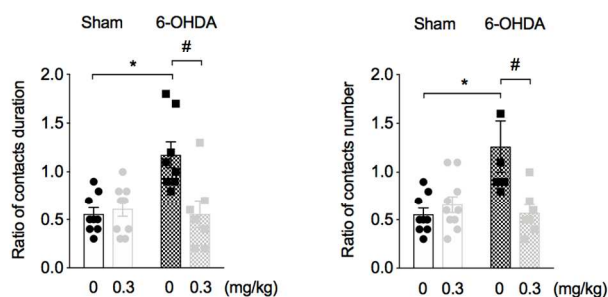 Sham 6-OHDA
*
#
Ratio of contacts duration
2.0
1.5
1.0
0.5
0.0
0 0.3 0 0.3 (mg/kg)
Sham 6-OHDA
*
#
Ratio of contacts number
2.0
1.5
1.0
0.5
0.0
0 0.3 0 0.3 (mg/kg)